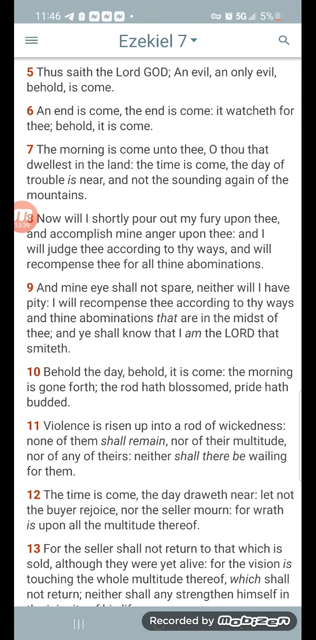 11:46 5G 5%
Ezekiel 7
5 Thus saith the Lord GOD; An evil, an only evil,
behold, is come.
6 An end is come, the end is come: it watcheth for
thee; behold, it is come.
7 The morning is come unto thee, O thou that
dwellest in the land: the time is come, the day of
trouble is near, and not the sounding again of the
mountains.
8 Now will I shortly pour out my fury upon thee,
and accomplish mine anger upon thee: and I
will judge thee according to thy ways, and will
recompense thee for all thine abominations.
9 And mine eye shall not spare, neither will I have
pity: I will recompense thee according to thy ways
and thine abominations that are in the midst of
thee; and ye shall know that I am the LORD that
smiteth.
10 Behold the day, behold, it is come: the morning
is gone forth; the rod hath blossomed, pride hath
budded.
11 Violence is risen up into a rod of wickedness:
none of them shall remain, nor of their multitude,
nor of any of theirs: neither shall there be wailing
for them.
12 The time is come, the day draweth near: let not
the buyer rejoice, nor the seller mourn: for wrath
is upon all the multitude thereof.
13 For the seller shall not return to that which is
sold, although they were yet alive: for the vision is
touching the whole multitude thereof, which shall
not return; neither shall any strengthen himself in
Recorded by Mobizen